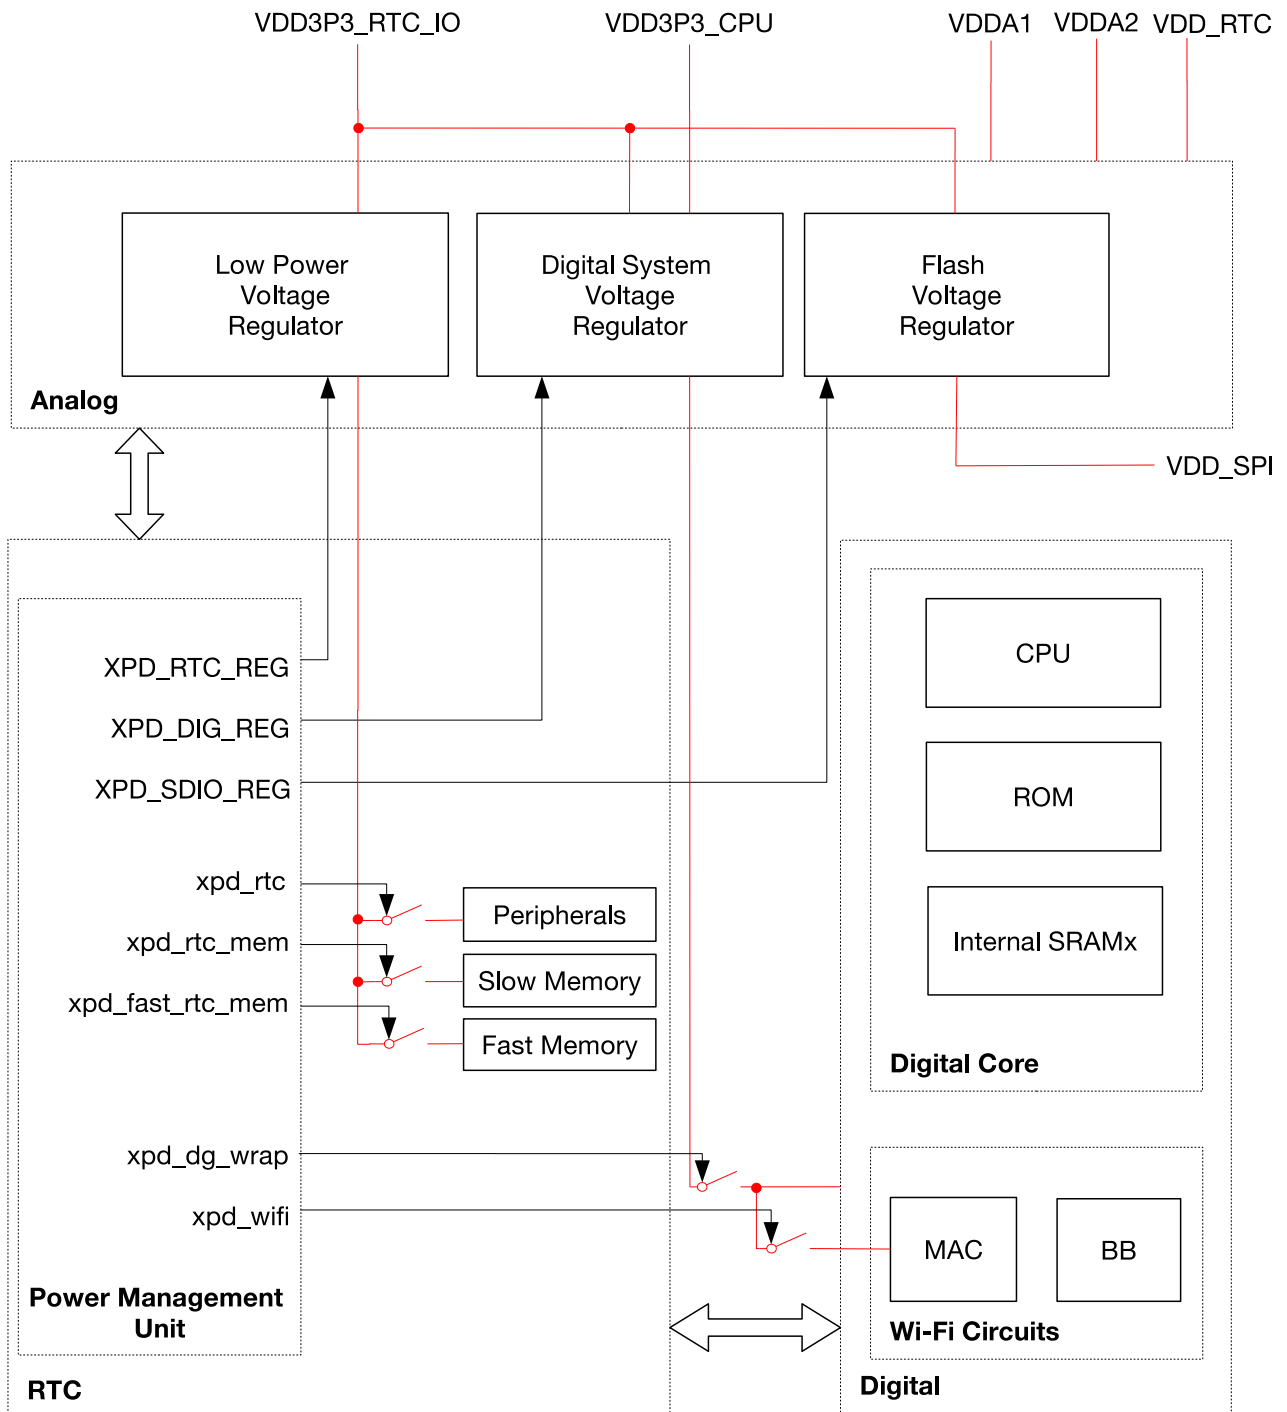 VDD3P3_RTC_IO
VDD3P3_CPU
VDDA1
VDDA2
VDD_RTC
Low Power
Voltage
Regulator
Digital System
Voltage
Regulator
Flash
Voltage
Regulator
Analog
VDD_SPI
XPD_RTC_REG
XPD_DIG_REG
XPD_SDIO_REG
xpd_rtc
xpd_rtc_mem
xpd_fast_rtc_mem
Peripherals
Slow Memory
Fast Memory
xpd_dg_wrap
xpd_wifi
Power Management
Unit
RTC
CPU
ROM
Internal SRAMx
Digital Core
MAC
BB
Wi-Fi Circuits
Digital